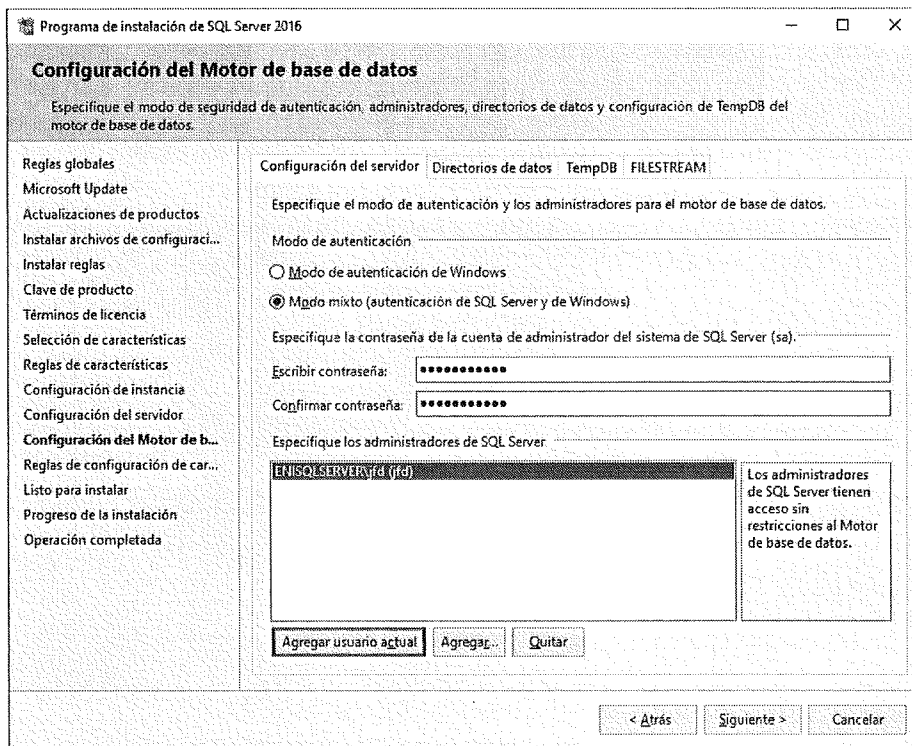 Programa de instalación de SQL Server 2016
Configuración del Motor de base de datos
Especifique el modo de seguridad de autenticación, administradores, directorios de datos y configuración de TempDB del
motor de base de datos.
Reglas globales
Microsoft Update
Actualizaciones de productos
Instalar archivos de configuraci...
Instalar reglas
Clave de producto
Términos de licencia
Selección de características
Reglas de características
Configuración de instancia
Configuración del servidor
Configuración del Motor de b...
Reglas de configuración de car...
Listo para instalar
Progreso de la instalación
Operación completada
Configuración del servidor Directorios de datos TempDB FILESTREAM
Especifique el modo de autenticación y los administradores para el motor de base de datos.
Modo de autenticación
Modo de autenticación de Windows
Modo mixto (autenticación de SQL Server y de Windows)
Especifique la contraseña de la cuenta de administrador del sistema de SQL Server (sa).
Escribir contraseña: ●●●●●●●●●●●
Confirmar contraseña: ●●●●●●●●●●●
Especifique los administradores de SQL Server
ENISQLSERVER\jfd (jfd)
Los administradores
de SQL Server tienen
acceso sin
restricciones al Motor
de base de datos.
Agregar usuario actual Agregar... Quitar
< Atrás Siguiente > Cancelar